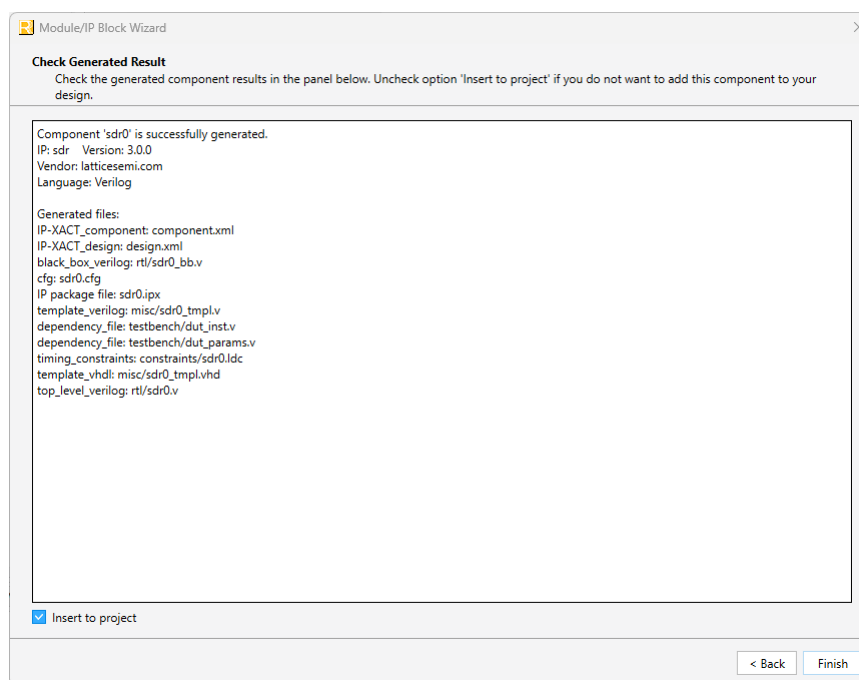 Module/IP Block Wizard
Check Generated Result
Check the generated component results in the panel below. Uncheck option 'Insert to project' if you do not want to add this component to your
design.
Component 'sdr0' is successfully generated.
IP: sdr Version: 3.0.0
Vendor: latticesemi.com
Language: Verilog
Generated files:
IP-XACT_component: component.xml
IP-XACT_design: design.xml
black_box_verilog: rtl/sdr0_bb.v
cfg: sdr0.cfg
IP package file: sdr0.ipx
template_verilog: misc/sdr0_tmpl.v
dependency_file: testbench/dut_inst.v
dependency_file: testbench/dut_params.v
timing_constraints: constraints/sdr0.ldc
template_vhdl: misc/sdr0_tmpl.vhd
top_level_verilog: rtl/sdr0.v
Insert to project
< Back Finish